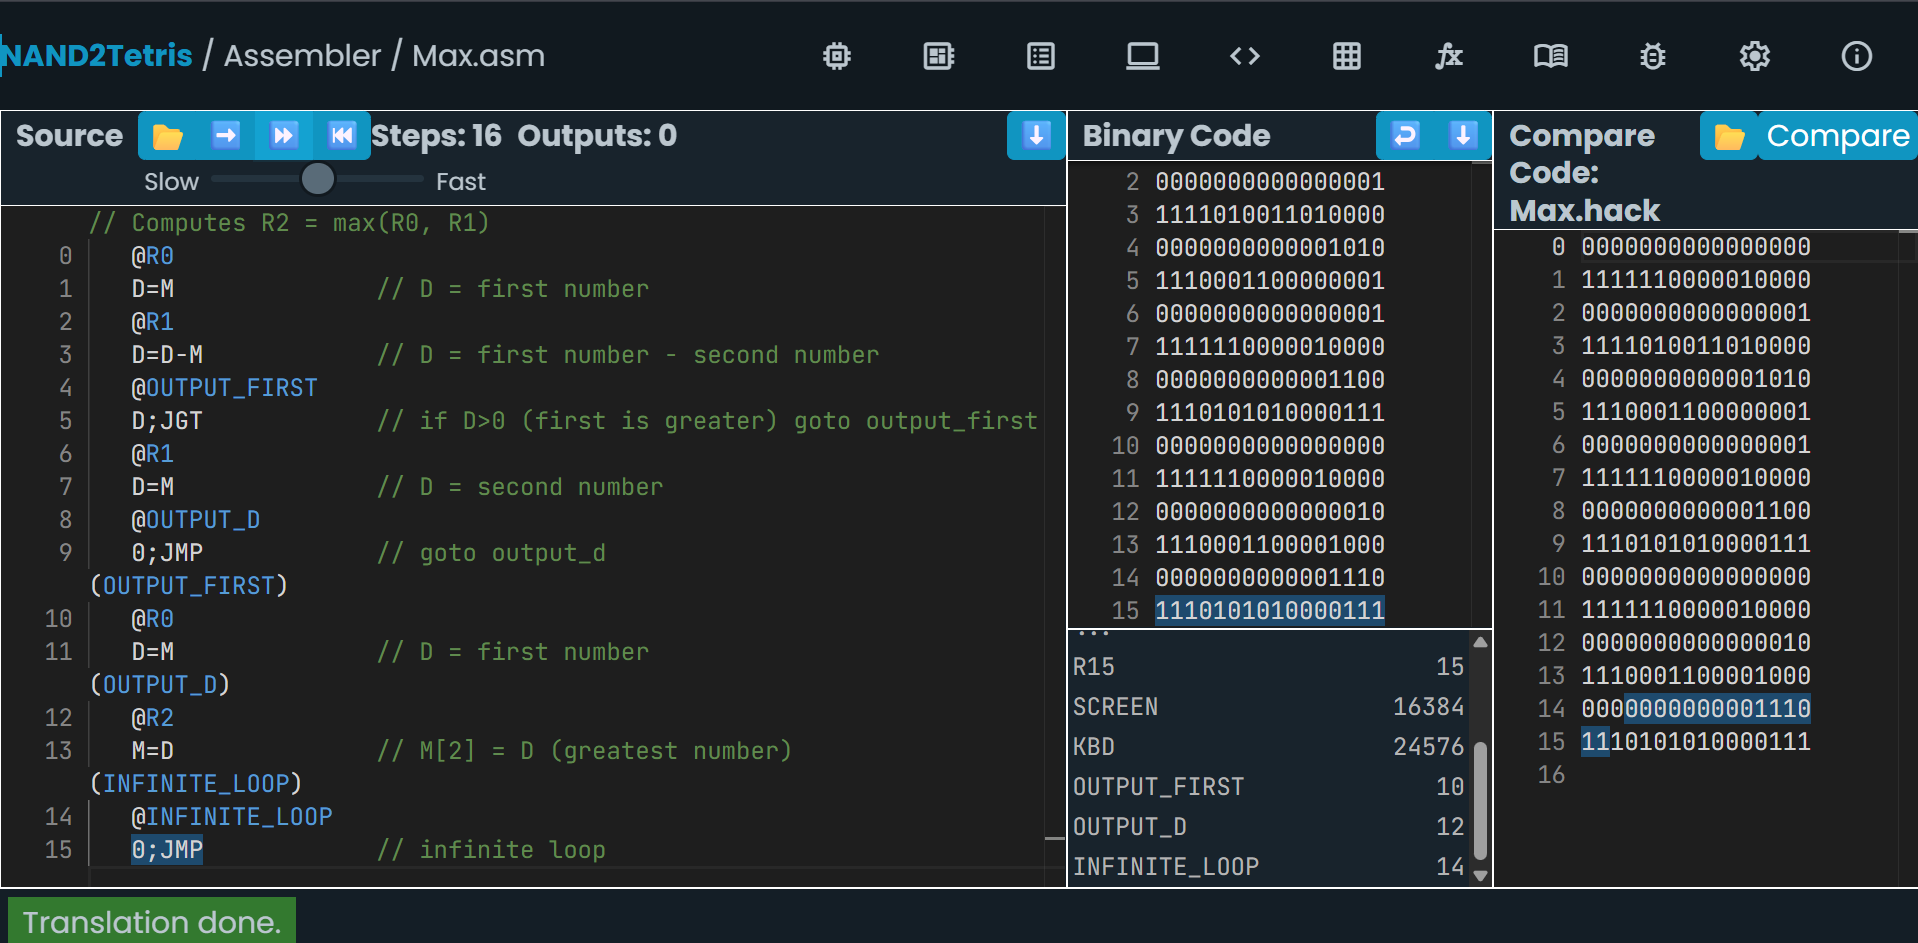 NAND2Tetris / Assembler / Max.asm
Source Steps: 16 Outputs: 0
Slow Fast
// Computes R2 = max(R0, R1)
0 @R0
1 D=M // D = first number
2 @R1
3 D=D-M // D = first number - second number
4 @OUTPUT_FIRST
5 D;JGT // if D>0 (first is greater) goto output_first
6 @R1
7 D=M // D = second number
8 @OUTPUT_D
9 0;JMP // goto output_d
(OUTPUT_FIRST)
10 @R0
11 D=M // D = first number
(OUTPUT_D)
12 @R2
13 M=D // M[2] = D (greatest number)
(INFINITE_LOOP)
14 @INFINITE_LOOP
15 0;JMP // infinite loop
Binary Code
2 0000000000000001
3 1111010011010000
4 0000000000001010
5 1110001100000001
6 0000000000000001
7 1111110000010000
8 0000000000001100
9 1110101010000111
10 0000000000000000
11 1111110000010000
12 0000000000000010
13 1110001100001000
14 0000000000001110
15 1110101010000111
...
R15 15
SCREEN 16384
KBD 24576
OUTPUT_FIRST 10
OUTPUT_D 12
INFINITE_LOOP 14
Compare
Code:
Max.hack
Compare
0 0000000000000000
1 1111110000010000
2 0000000000000001
3 1111010011010000
4 0000000000001010
5 1110001100000001
6 0000000000000001
7 1111110000010000
8 0000000000001100
9 1110101010000111
10 0000000000000000
11 1111110000010000
12 0000000000000010
13 1110001100001000
14 0000000000001110
15 1110101010000111
16
Translation done.